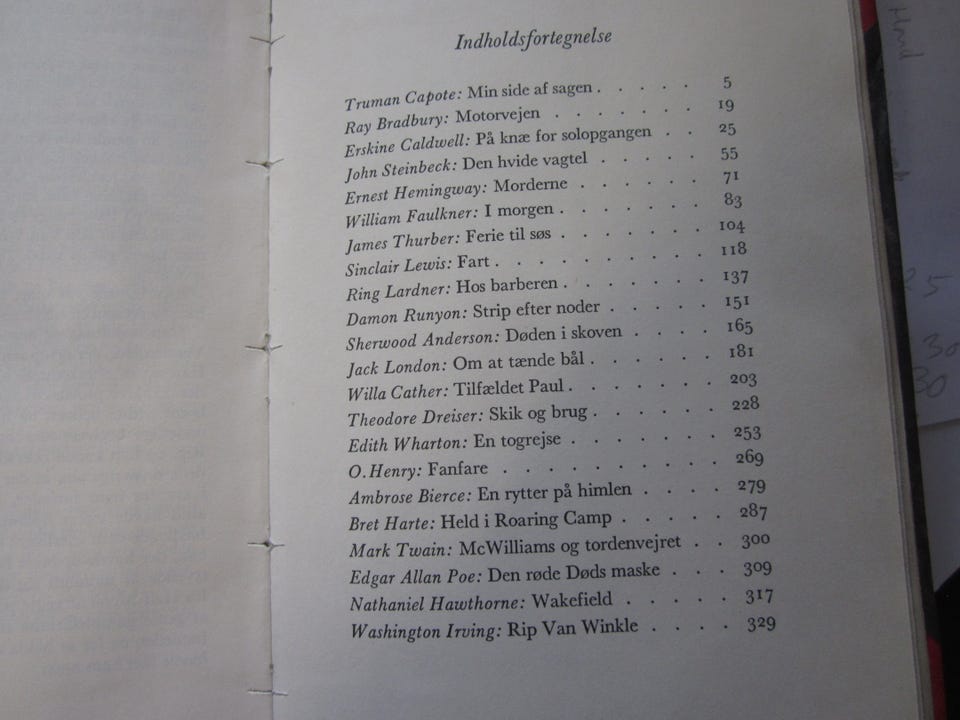 Indholdsfortegnelse
Truman Capote: Min side af sagen . . . . . 5
Ray Bradbury: Motorvejen . . . . . . . 19
Erskine Caldwell: På knæ for solopgangen . . 25
John Steinbeck: Den hvide vagtel . . . . . 55
Ernest Hemingway: Morderne . . . . . . 71
William Faulkner: I morgen . . . . . . . 83
James Thurber: Ferie til søs . . . . . . . 104
Sinclair Lewis: Fart . . . . . . . . . . 118
Ring Lardner: Hos barberen . . . . . . . 137
Damon Runyon: Strip efter noder . . . . . 151
Sherwood Anderson: Døden i skoven . . . . 165
Jack London: Om at tænde bål . . . . . . 181
Willa Cather: Tilfældet Paul . . . . . . . 203
Theodore Dreiser: Skik og brug . . . . . . 228
Edith Wharton: En togrejse . . . . . . . 253
O. Henry: Fanfare . . . . . . . . . . 269
Ambrose Bierce: En rytter på himlen . . . . 279
Bret Harte: Held i Roaring Camp . . . . . 287
Mark Twain: McWilliams og tordenvejret . . 300
Edgar Allan Poe: Den røde Døds maske . . . 309
Nathaniel Hawthorne: Wakefield . . . . . 317
Washington Irving: Rip Van Winkle . . . . 329
30